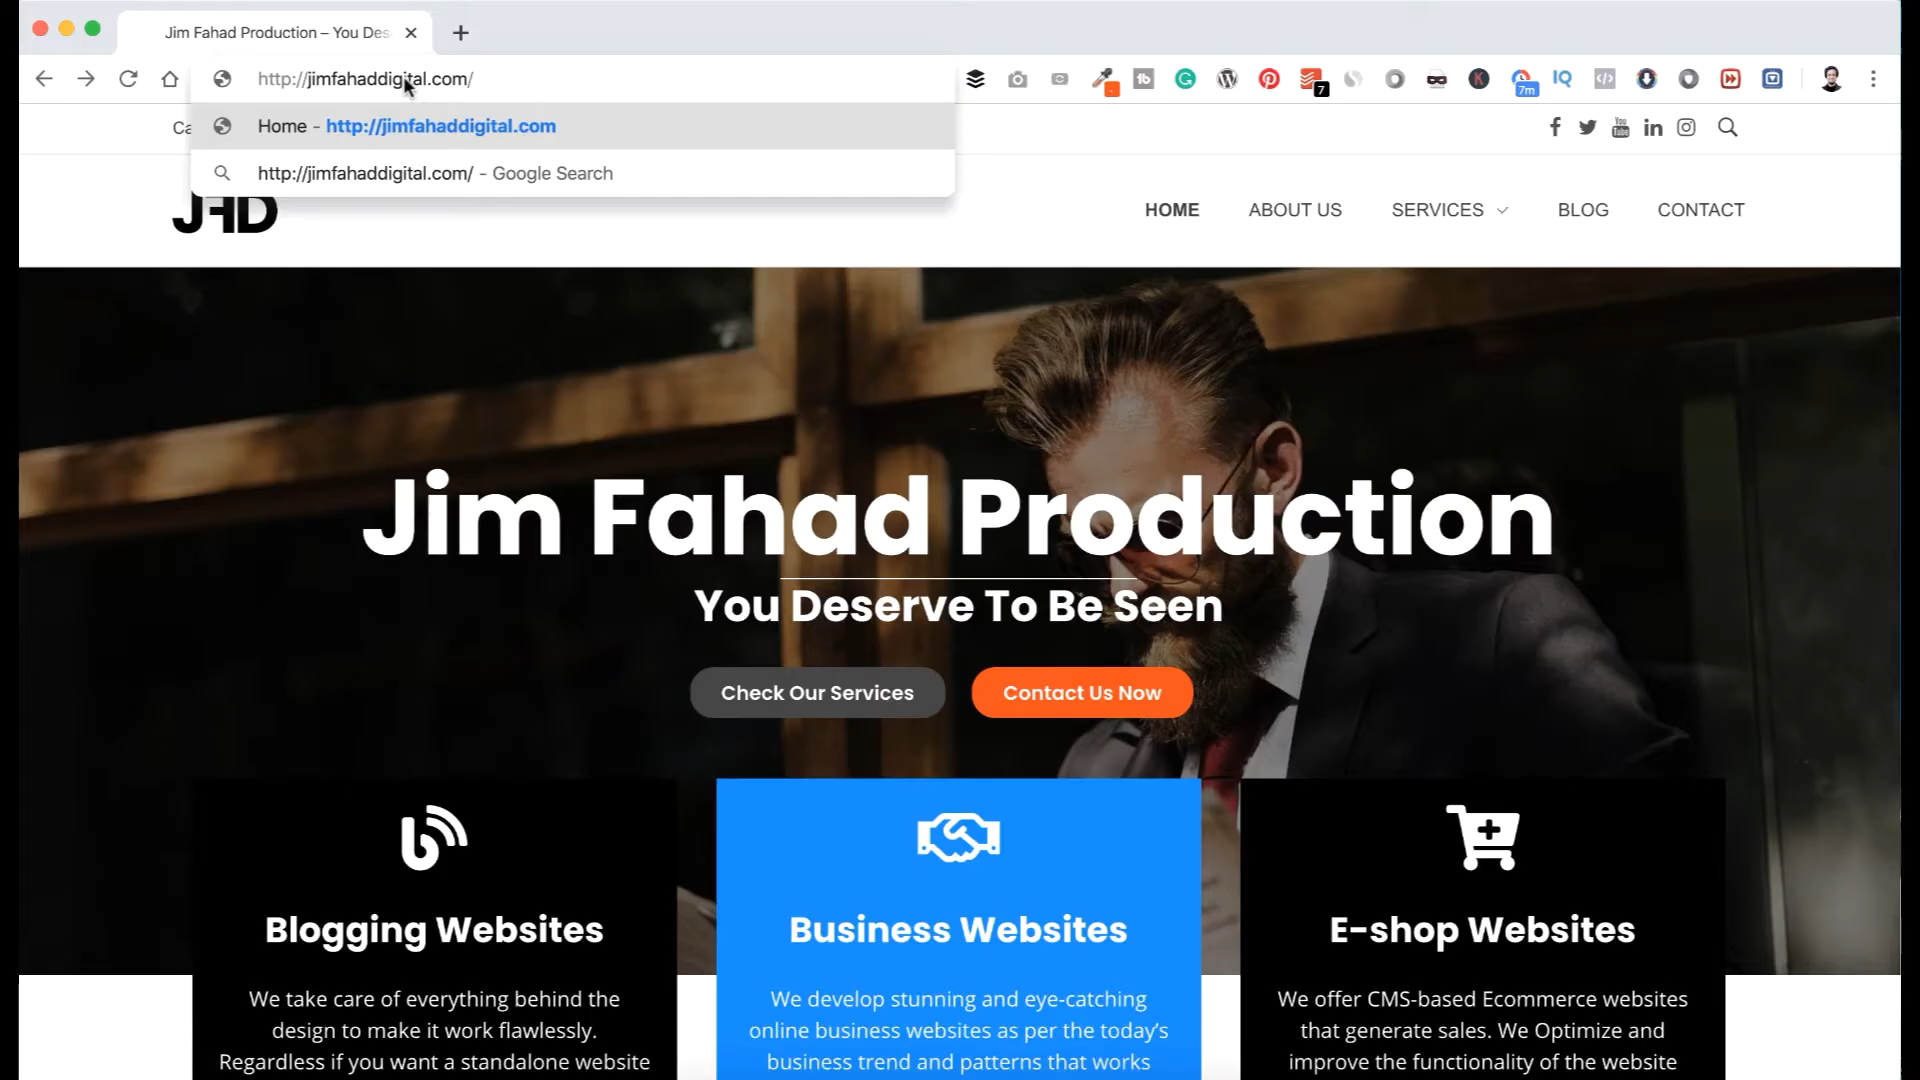 Jim Fahad Production – You Des
http://jimfahaddigital.com/
7
7m
IQ
Home - http://jimfahaddigital.com
http://jimfahaddigital.com/ - Google Search
Ca
JHD
HOME
ABOUT US
SERVICES
BLOG
CONTACT
Jim Fahad Production
You Deserve To Be Seen
Check Our Services
Contact Us Now
Blogging Websites
We take care of everything behind the
design to make it work flawlessly.
Regardless if you want a standalone website
Business Websites
We develop stunning and eye-catching
online business websites as per the today's
business trend and patterns that works
E-shop Websites
We offer CMS-based Ecommerce websites
that generate sales. We Optimize and
improve the functionality of the website